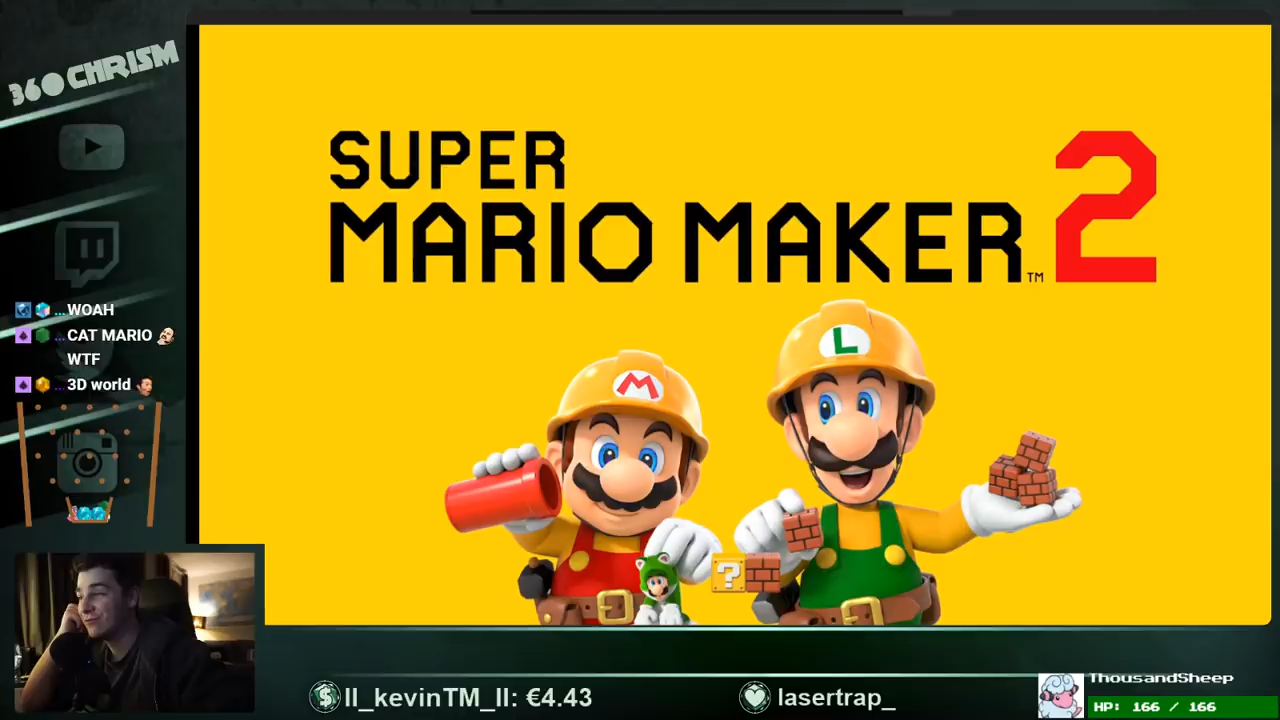 360 CHRISM
SUPER
MARIO MAKER 2
TM
M
L
?
...WOAH
...CAT MARIO
WTF
...3D world
ll_kevinTM_ll: €4.43
lasertrap_
ThousandSheep
HP: 166 / 166